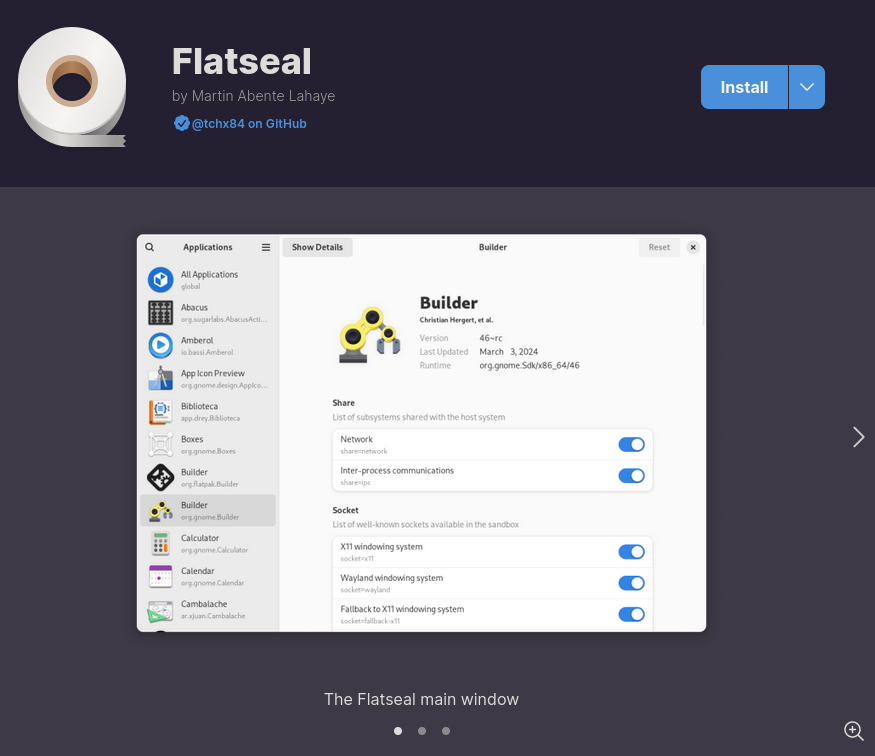 Flatseal
by Martin Abente Lahaye
@tchx84 on GitHub
Install
Applications
Show Details
Builder
Reset
All Applications
global
Abacus
org.sugarlabs.AbacusActi...
Amberol
io.bassi.Amberol
App Icon Preview
org.gnome.design.AppIco...
Biblioteca
app.drey.Biblioteca
Boxes
org.gnome.Boxes
Builder
org.flatpak.Builder
Builder
org.gnome.Builder
Calculator
org.gnome.Calculator
Calendar
org.gnome.Calendar
Cambalache
ar.xjuan.Cambalache
Builder
Christian Hergert, et al.
Version 46~rc
Last Updated March 3, 2024
Runtime org.gnome.Sdk/x86_64/46
Share
List of subsystems shared with the host system
Network
share=network
Inter-process communications
share=ipc
Socket
List of well-known sockets available in the sandbox
X11 windowing system
socket=x11
Wayland windowing system
socket=wayland
Fallback to X11 windowing system
socket=fallback-x11
The Flatseal main window